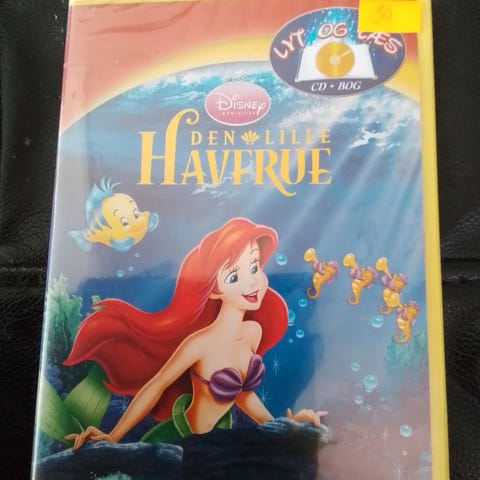 50
LYT OG LÆS
CD + BOG
Disney
DEN LILLE
HAVFRUE